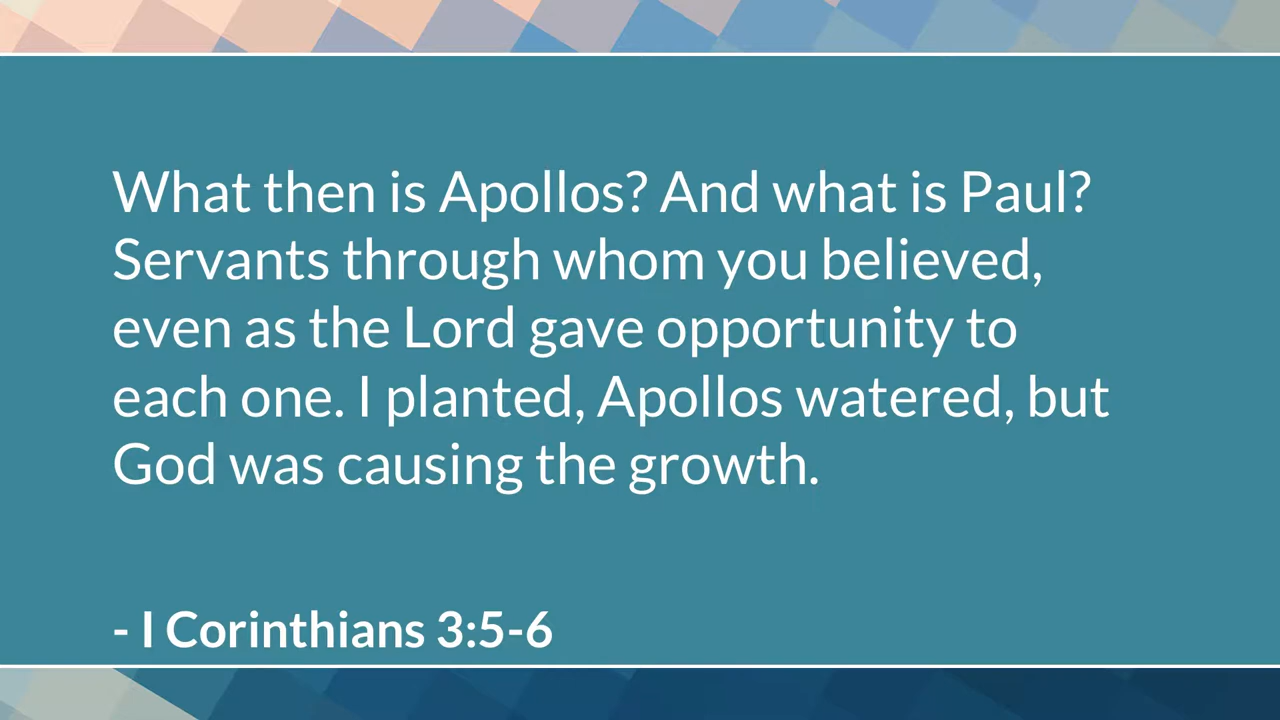 What then is Apollos? And what is Paul?
Servants through whom you believed,
even as the Lord gave opportunity to
each one. I planted, Apollos watered, but
God was causing the growth.
- I Corinthians 3:5-6